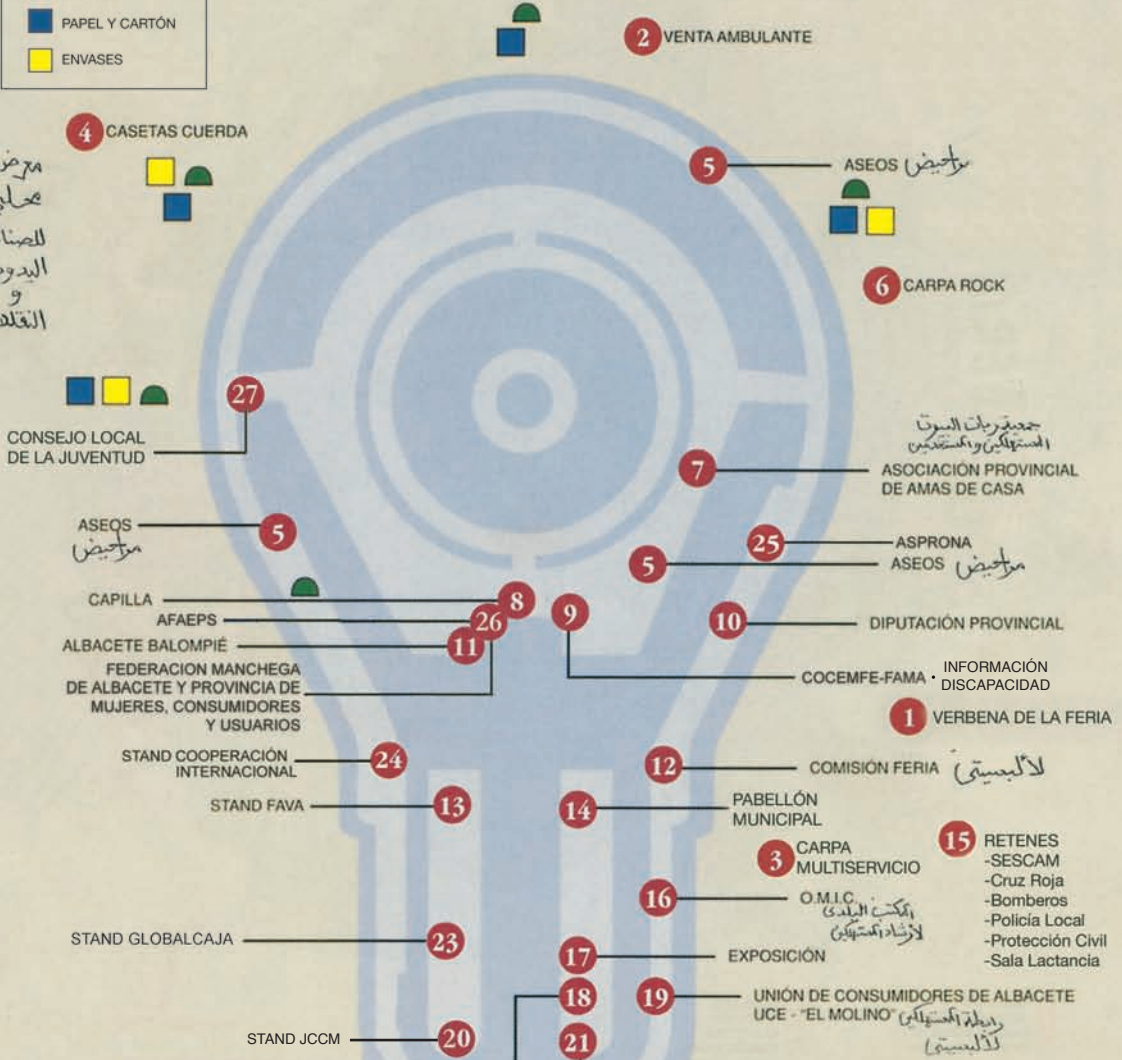 PAPEL Y CARTÓN
ENVASES
2 VENTA AMBULANTE
4 CASETAS CUERDA
5 ASEOS مراحيض
6 CARPA ROCK
27
CONSEJO LOCAL
DE LA JUVENTUD
7
ASOCIACIÓN PROVINCIAL
DE AMAS DE CASA
ASEOS 5
مراحيض
25 ASPRONA
5 ASEOS مراحيض
CAPILLA 8
AFAEPS 26
9
10 DIPUTACIÓN PROVINCIAL
ALBACETE BALOMPIÉ 11
FEDERACION MANCHEGA
DE ALBACETE Y PROVINCIA DE
MUJERES, CONSUMIDORES
Y USUARIOS
COCEMFE-FAMA · INFORMACIÓN
DISCAPACIDAD
1 VERBENA DE LA FERIA
STAND COOPERACIÓN
INTERNACIONAL
24
12 COMISIÓN FERIA
STAND FAVA 13
14 PABELLÓN
MUNICIPAL
3 CARPA
MULTISERVICIO
15 RETENES
-SESCAM
-Cruz Roja
-Bomberos
-Policía Local
-Protección Civil
-Sala Lactancia
16 O.M.I.C.
المكتب البلدي
لأرشاد المستهلكين
STAND GLOBALCAJA 23
17 EXPOSICIÓN
18
19 UNIÓN DE CONSUMIDORES DE ALBACETE
UCE - "EL MOLINO"
STAND JCCM 20
21